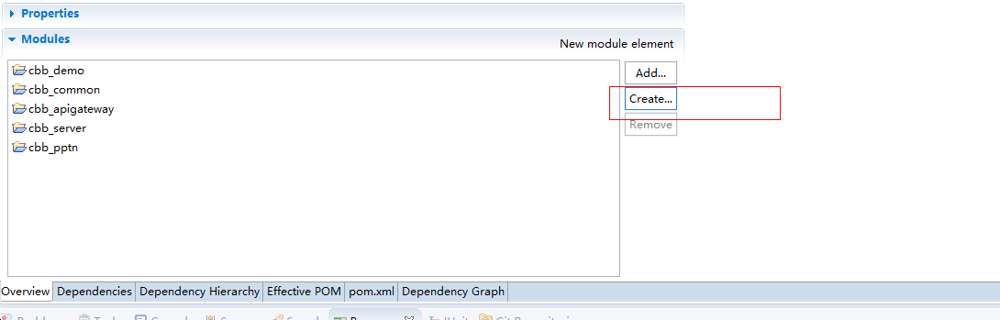 Properties
Modules
New module element
cbb_demo
cbb_common
cbb_apigateway
cbb_server
cbb_pptn
Add...
Create...
Remove
Overview Dependencies Dependency Hierarchy Effective POM pom.xml Dependency Graph